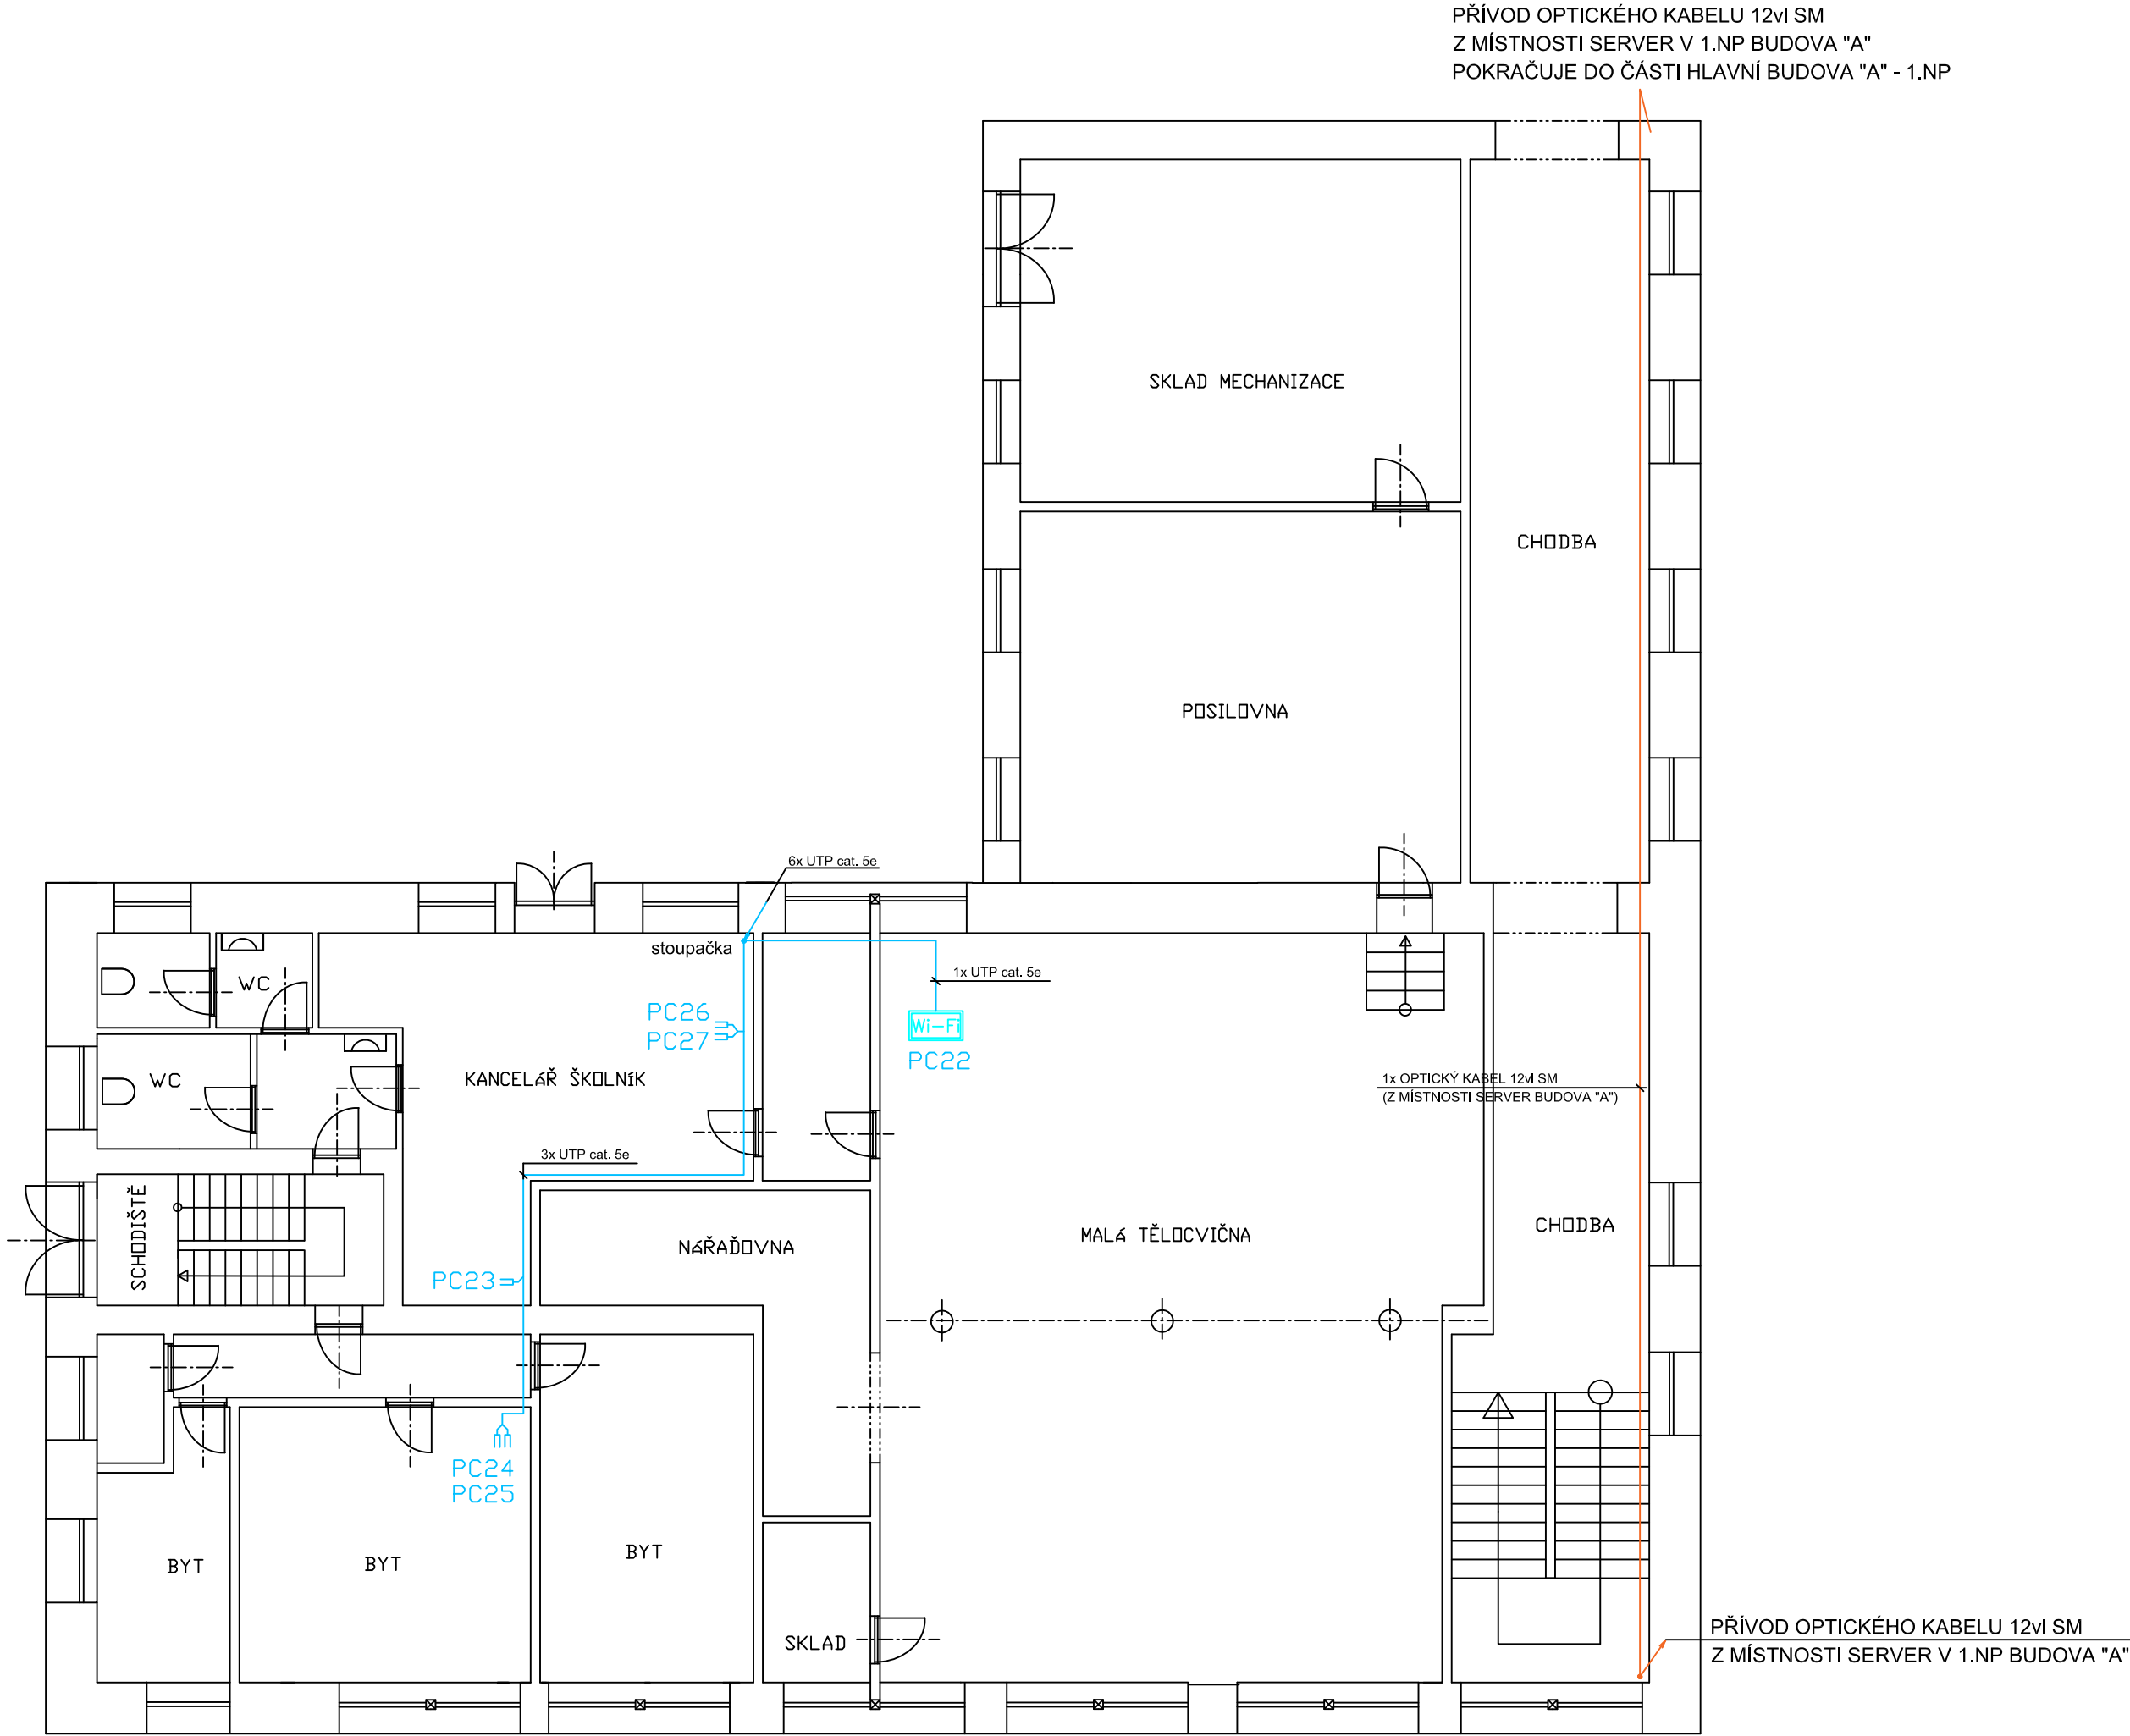 PŘÍVOD OPTICKÉHO KABELU 12vl SM
Z MÍSTNOSTI SERVER V 1.NP BUDOVA "A"
POKRAČUJE DO ČÁSTI HLAVNÍ BUDOVA "A" - 1.NP
SKLAD MECHANIZACE
CHODBA
POSILOVNA
6x UTP cat. 5e
stoupačka
1x UTP cat. 5e
WC
PC26
PC27
Wi-Fi
PC22
WC
KANCELÁŘ ŠKOLNÍK
1x OPTICKÝ KABEL 12vl SM
(Z MÍSTNOSTI SERVER BUDOVA "A")
3x UTP cat. 5e
SCHODIŠTĚ
NÁŘAĎOVNA
MALÁ TĚLOCVIČNA
CHODBA
PC23
PC24
PC25
BYT
BYT
BYT
SKLAD
PŘÍVOD OPTICKÉHO KABELU 12vl SM
Z MÍSTNOSTI SERVER V 1.NP BUDOVA "A"